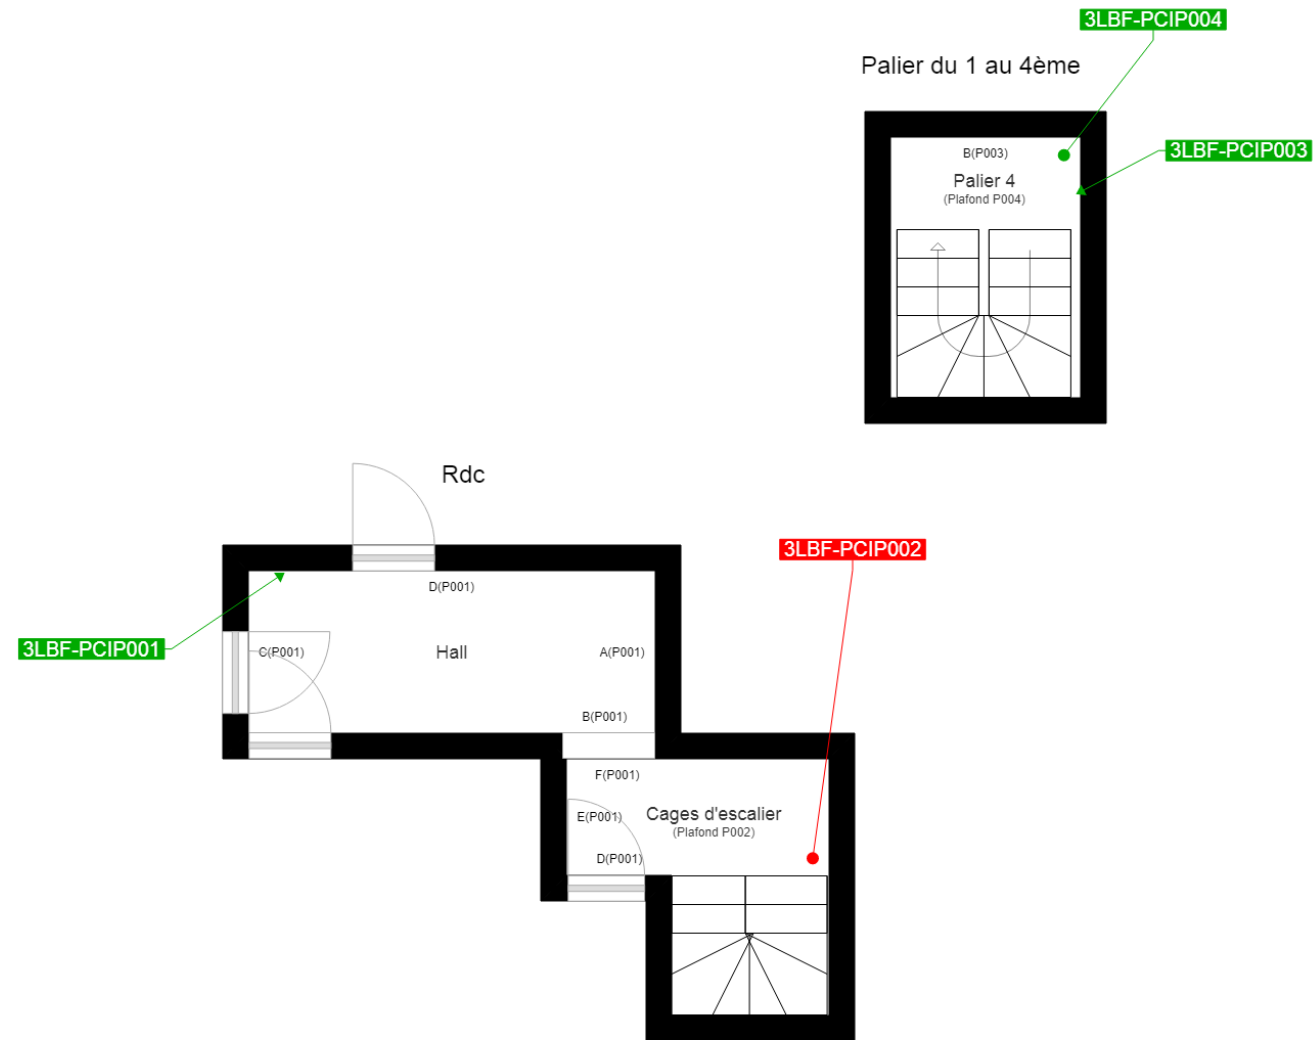 3LBF-PCIP004
Palier du 1 au 4ème
3LBF-PCIP003
B(P003)
Palier 4
(Plafond P004)
Rdc
3LBF-PCIP002
D(P001)
3LBF-PCIP001
C(P001)
Hall
A(P001)
B(P001)
F(P001)
E(P001)
Cages d'escalier
(Plafond P002)
D(P001)